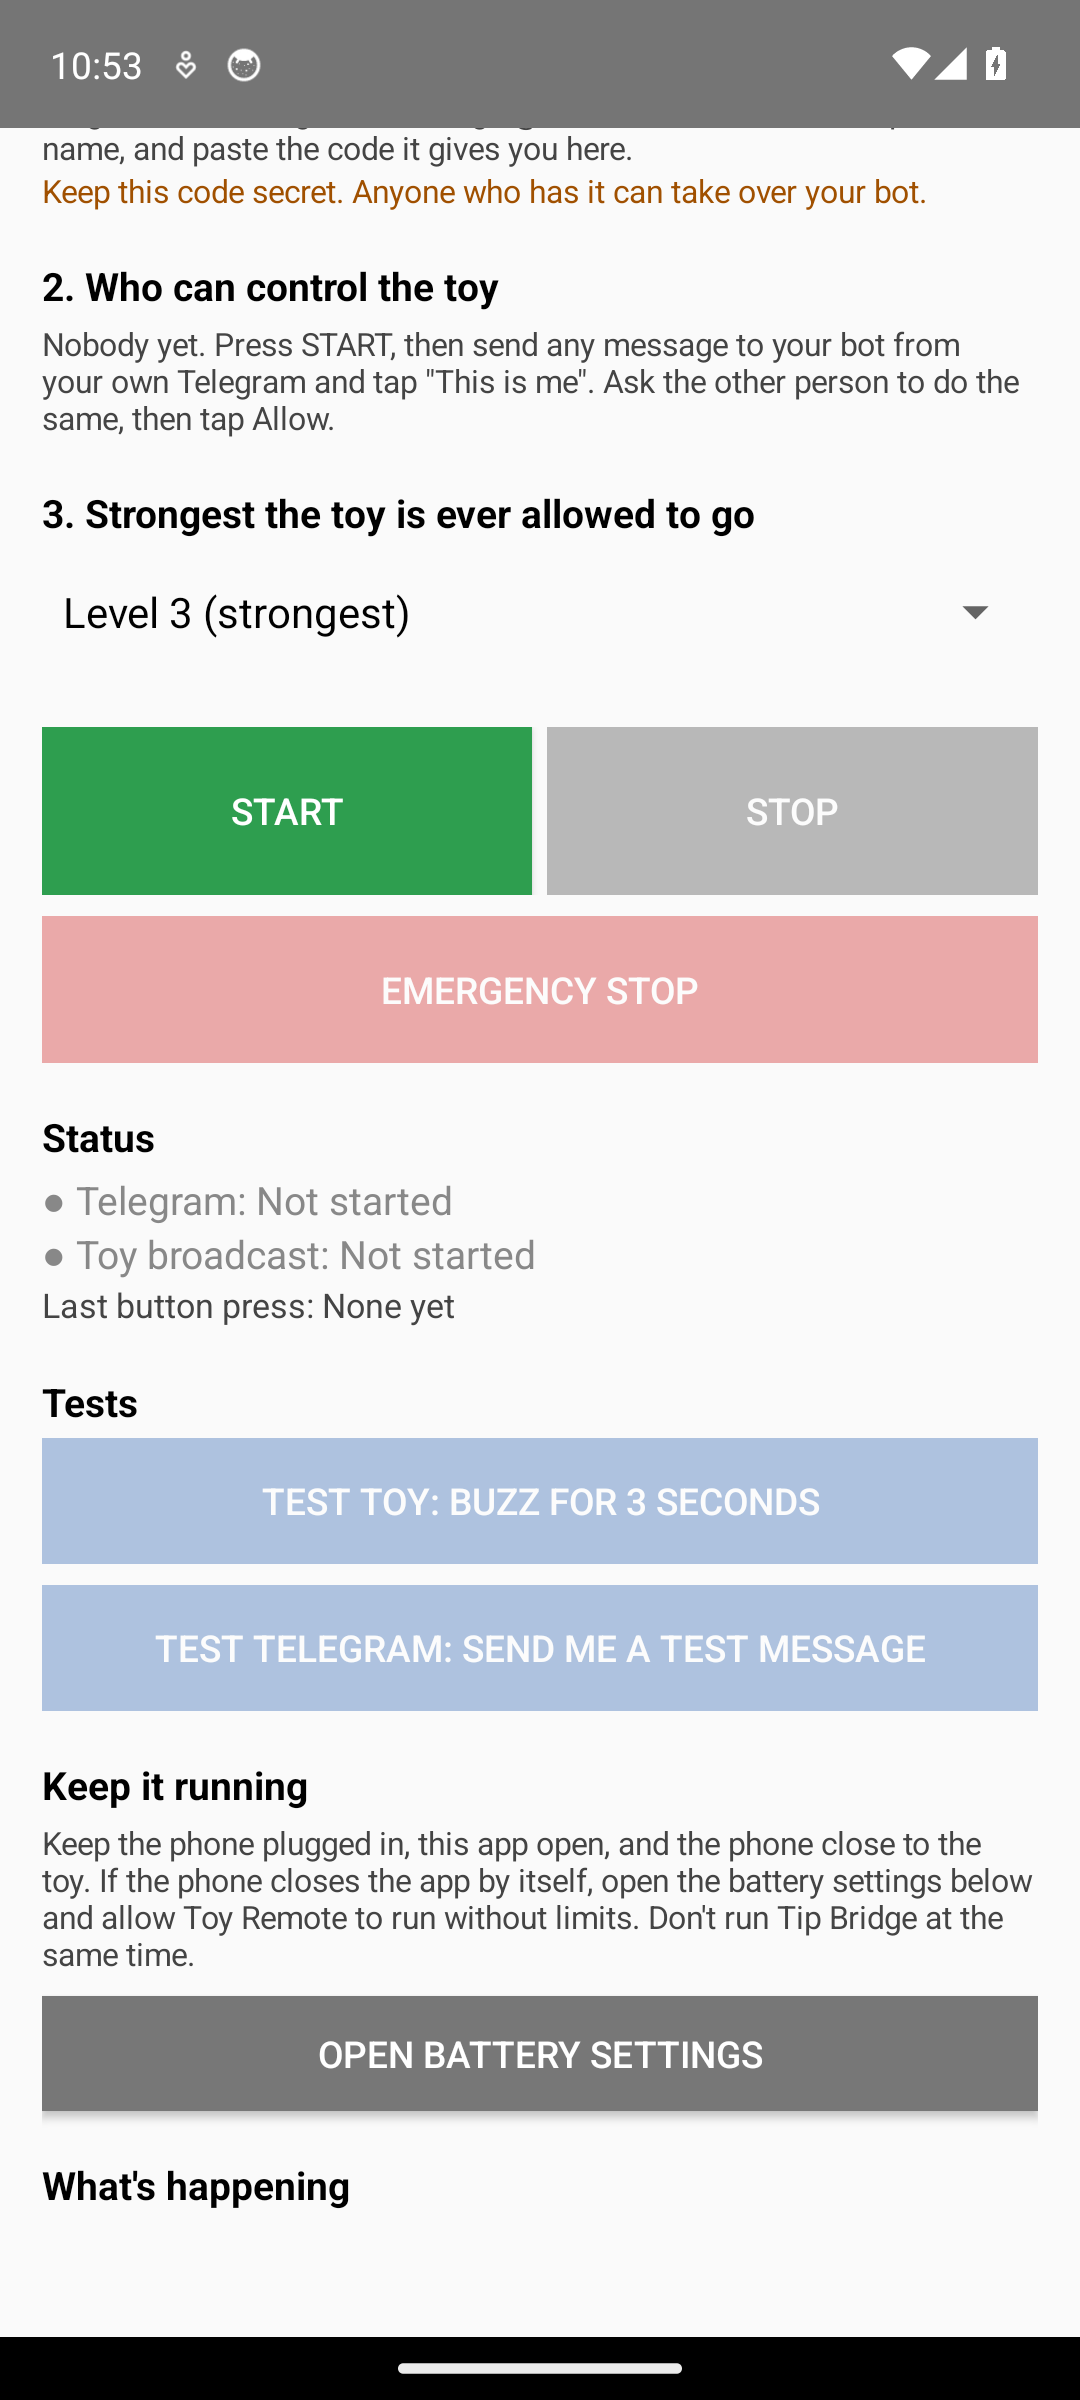 10:53
name, and paste the code it gives you here.
Keep this code secret. Anyone who has it can take over your bot.
2. Who can control the toy
Nobody yet. Press START, then send any message to your bot from
your own Telegram and tap "This is me". Ask the other person to do the
same, then tap Allow.
3. Strongest the toy is ever allowed to go
Level 3 (strongest)
START
STOP
EMERGENCY STOP
Status
● Telegram: Not started
● Toy broadcast: Not started
Last button press: None yet
Tests
TEST TOY: BUZZ FOR 3 SECONDS
TEST TELEGRAM: SEND ME A TEST MESSAGE
Keep it running
Keep the phone plugged in, this app open, and the phone close to the
toy. If the phone closes the app by itself, open the battery settings below
and allow Toy Remote to run without limits. Don't run Tip Bridge at the
same time.
OPEN BATTERY SETTINGS
What's happening